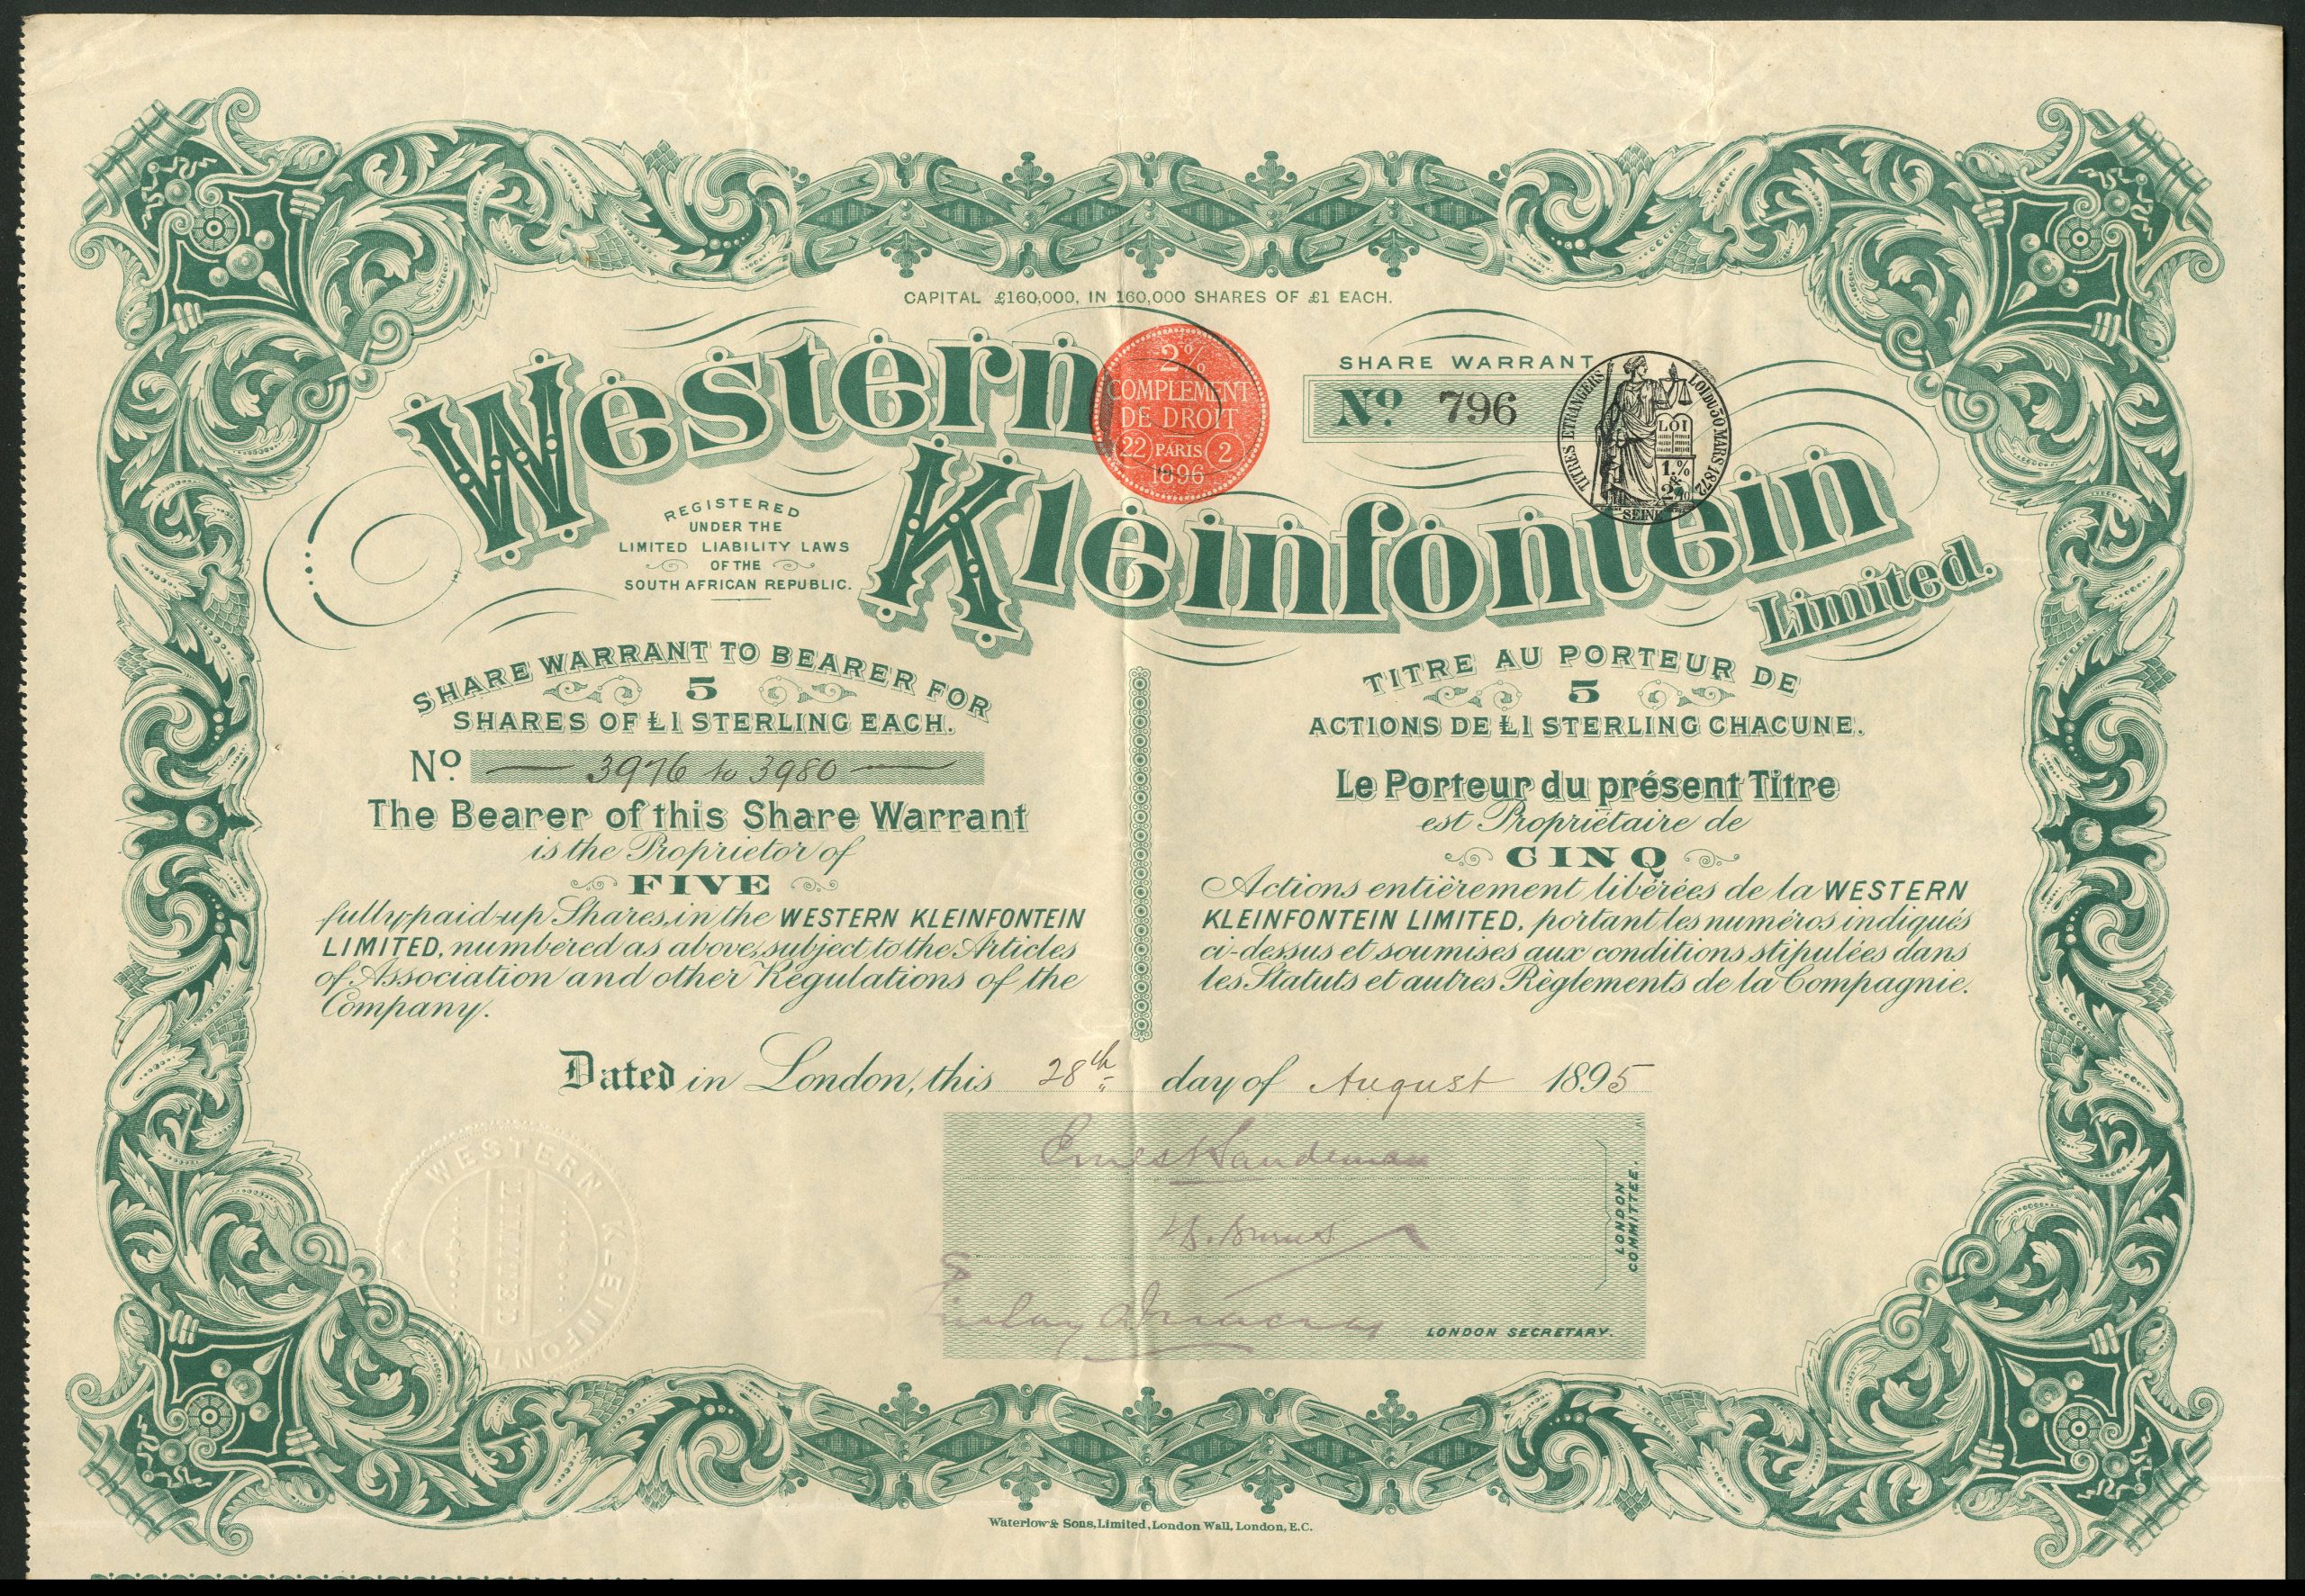 CAPITAL £160,000, IN 160,000 SHARES OF £1 EACH.
Western
Kleinfontein
Limited.
2%
COMPLEMENT
DE DROIT
22 PARIS 2
1896
SHARE WARRANT
Nº 796
TITRES ETRANGERS
LOI DU 30 MARS 1872
LOI
1.%
2%
SEINE
REGISTERED
UNDER THE
LIMITED LIABILITY LAWS
OF THE
SOUTH AFRICAN REPUBLIC.
SHARE WARRANT TO BEARER FOR
5
SHARES OF £1 STERLING EACH.
Nº 3976 to 3980
The Bearer of this Share Warrant
is the Proprietor of
FIVE
fully-paid-up Shares, in the WESTERN KLEINFONTEIN
LIMITED, numbered as above, subject to the Articles
of Association and other Regulations of the
Company.
TITRE AU PORTEUR DE
5
ACTIONS DE £1 STERLING CHACUNE.
Le Porteur du présent Titre
est Propriétaire de
CINQ
Actions entièrement libérées de la WESTERN
KLEINFONTEIN LIMITED, portant les numéros indiqués
ci-dessus et soumises aux conditions stipulées dans
les Statuts et autres Règlements de la Compagnie.
Dated in London, this 28th day of August 1895
WESTERN KLEINFONT
LIMITED
Ernest Sandeman
LONDON
COMMITTEE.
LONDON SECRETARY.
Waterlow & Sons, Limited, London Wall, London, E.C.